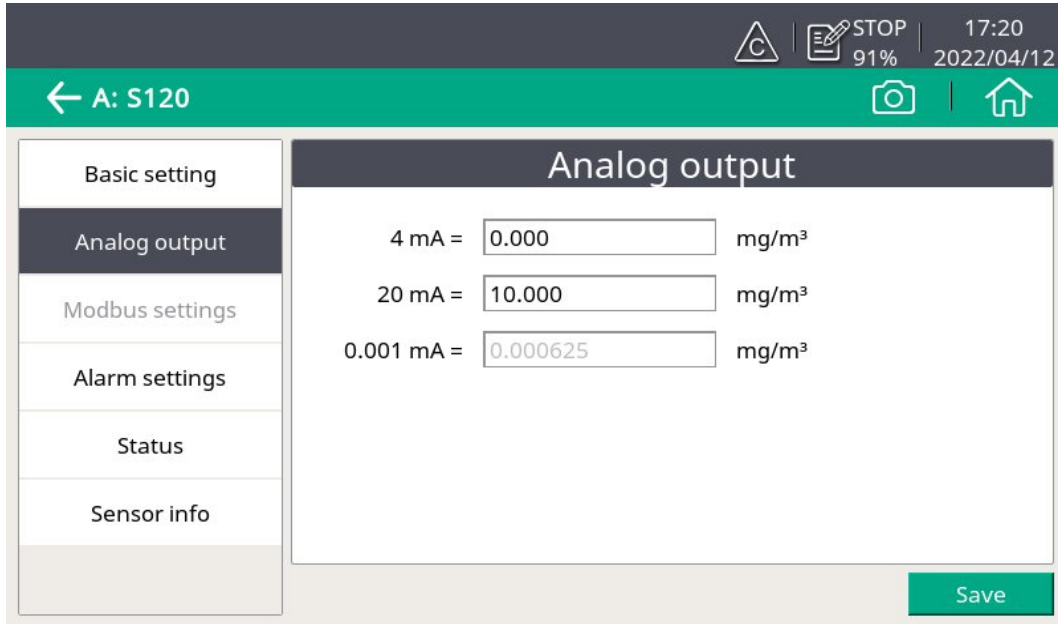 C
STOP
91%
17:20
2022/04/12
A: S120
Basic setting
Analog output
Modbus settings
Alarm settings
Status
Sensor info
Analog output
4 mA = 0.000 mg/m³
20 mA = 10.000 mg/m³
0.001 mA = 0.000625 mg/m³
Save